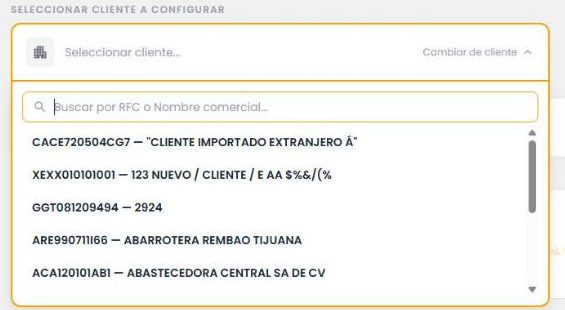 SELECCIONAR CLIENTE A CONFIGURAR
Seleccionar cliente... Cambiar de cliente
Buscar por RFC o Nombre comercial...
CACE720504CG7 — "CLIENTE IMPORTADO EXTRANJERO Á"
XEXX010101001 — 123 NUEVO / CLIENTE / E AA $%&/(%
GGT081209494 — 2924
ARE990711I66 — ABARROTERA REMBAO TIJUANA
ACA120101AB1 — ABASTECEDORA CENTRAL SA DE CV